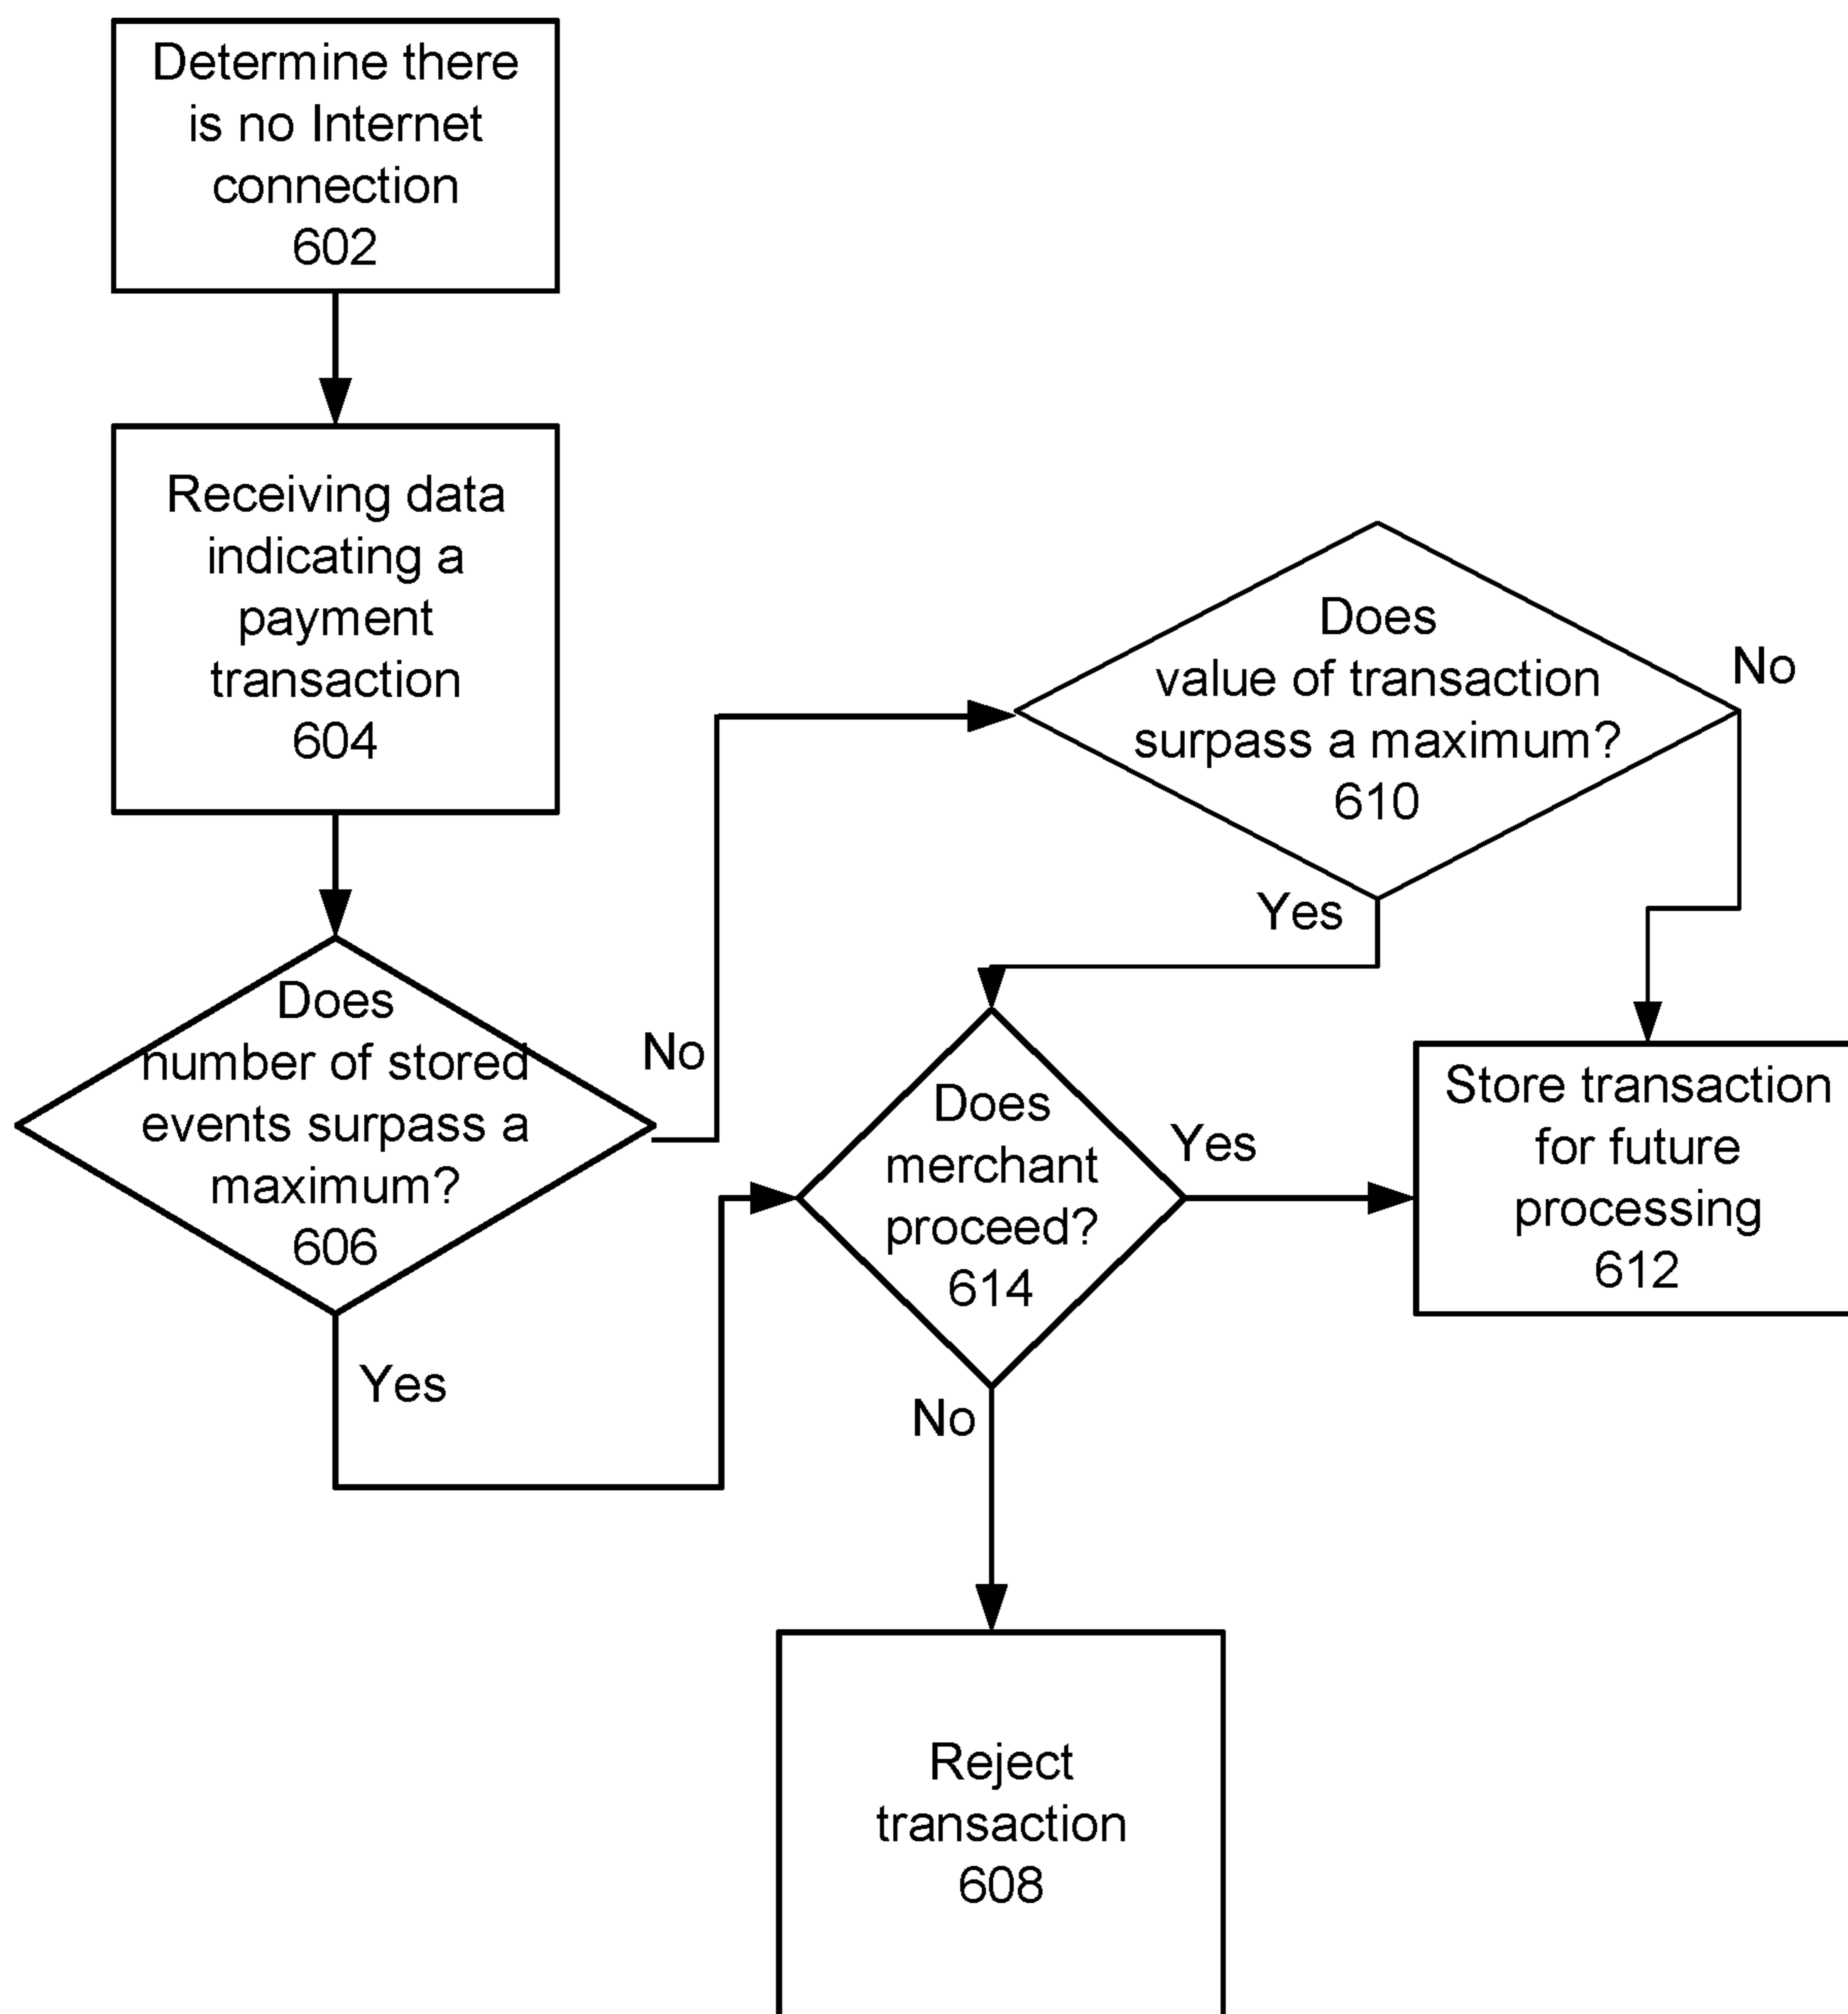 Determine there
is no Internet
connection
602
Receiving data
indicating a
payment
transaction
604
Does
number of stored
events surpass a
maximum?
606
No
Yes
Does
value of transaction
surpass a maximum?
610
No
Yes
Does
merchant
proceed?
614
Yes
No
Store transaction
for future
processing
612
Reject
transaction
608